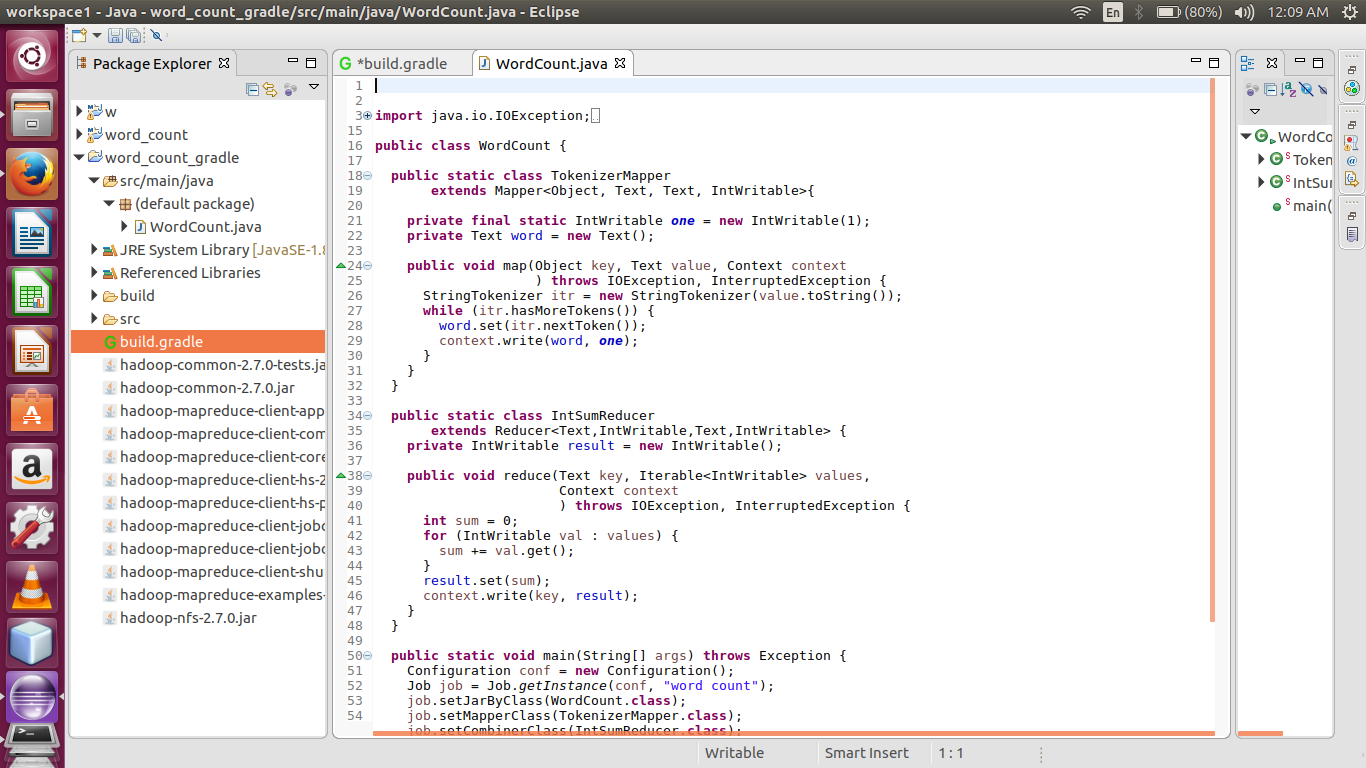 workspace1 - Java - word_count_gradle/src/main/java/WordCount.java - Eclipse
En
(80%)
12:09 AM
Package Explorer
w
word_count
word_count_gradle
src/main/java
(default package)
WordCount.java
JRE System Library [JavaSE-1.8
Referenced Libraries
build
src
build.gradle
hadoop-common-2.7.0-tests.ja
hadoop-common-2.7.0.jar
hadoop-mapreduce-client-app
hadoop-mapreduce-client-com
hadoop-mapreduce-client-core
hadoop-mapreduce-client-hs-2
hadoop-mapreduce-client-hs-p
hadoop-mapreduce-client-jobc
hadoop-mapreduce-client-jobc
hadoop-mapreduce-client-shu
hadoop-mapreduce-examples-
hadoop-nfs-2.7.0.jar
*build.gradle
WordCount.java
1
2
3 import java.io.IOException;
15
16 public class WordCount {
17
18 public static class TokenizerMapper
19 extends Mapper<Object, Text, Text, IntWritable>{
20
21 private final static IntWritable one = new IntWritable(1);
22 private Text word = new Text();
23
24 public void map(Object key, Text value, Context context
25 ) throws IOException, InterruptedException {
26 StringTokenizer itr = new StringTokenizer(value.toString());
27 while (itr.hasMoreTokens()) {
28 word.set(itr.nextToken());
29 context.write(word, one);
30 }
31 }
32 }
33
34 public static class IntSumReducer
35 extends Reducer<Text,IntWritable,Text,IntWritable> {
36 private IntWritable result = new IntWritable();
37
38 public void reduce(Text key, Iterable<IntWritable> values,
39 Context context
40 ) throws IOException, InterruptedException {
41 int sum = 0;
42 for (IntWritable val : values) {
43 sum += val.get();
44 }
45 result.set(sum);
46 context.write(key, result);
47 }
48 }
49
50 public static void main(String[] args) throws Exception {
51 Configuration conf = new Configuration();
52 Job job = Job.getInstance(conf, "word count");
53 job.setJarByClass(WordCount.class);
54 job.setMapperClass(TokenizerMapper.class);
job.setCombinerClass(IntSumReducer.class);
WordCo
Token
IntSu
main(
Writable
Smart Insert
1 : 1